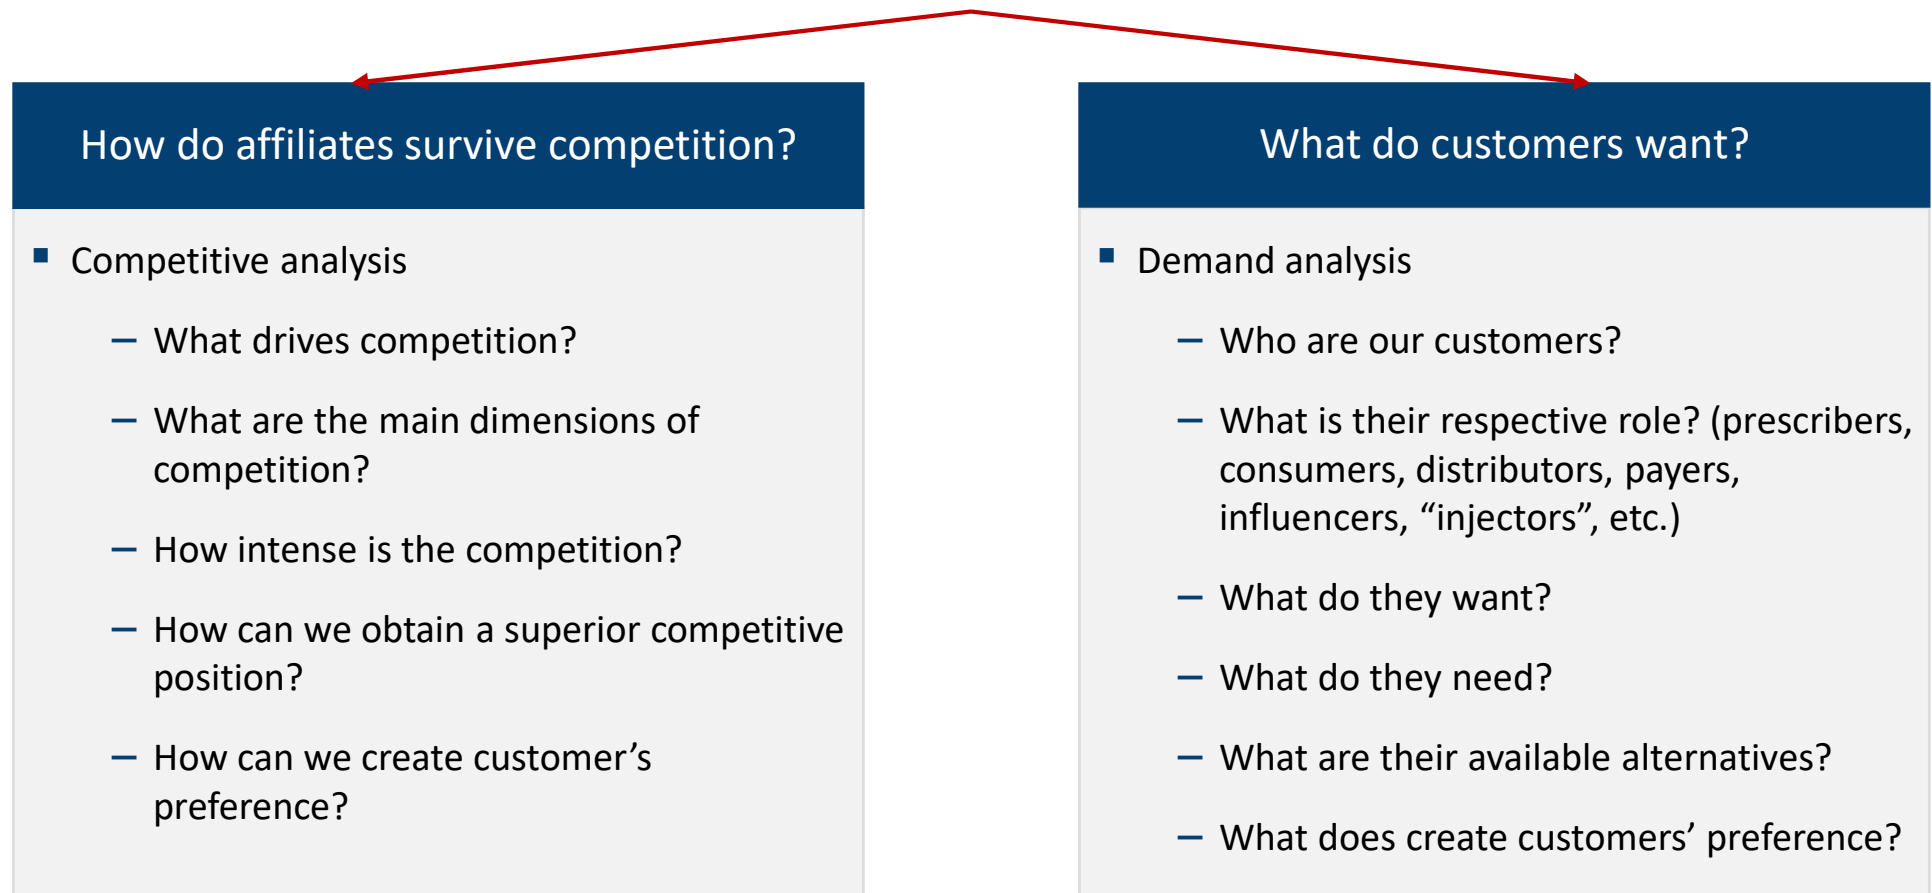 How do affiliates survive competition?
▪ Competitive analysis
– What drives competition?
– What are the main dimensions of
competition?
– How intense is the competition?
– How can we obtain a superior competitive
position?
– How can we create customer’s
preference?
What do customers want?
▪ Demand analysis
– Who are our customers?
– What is their respective role? (prescribers,
consumers, distributors, payers,
influencers, “injectors”, etc.)
– What do they want?
– What do they need?
– What are their available alternatives?
– What does create customers’ preference?